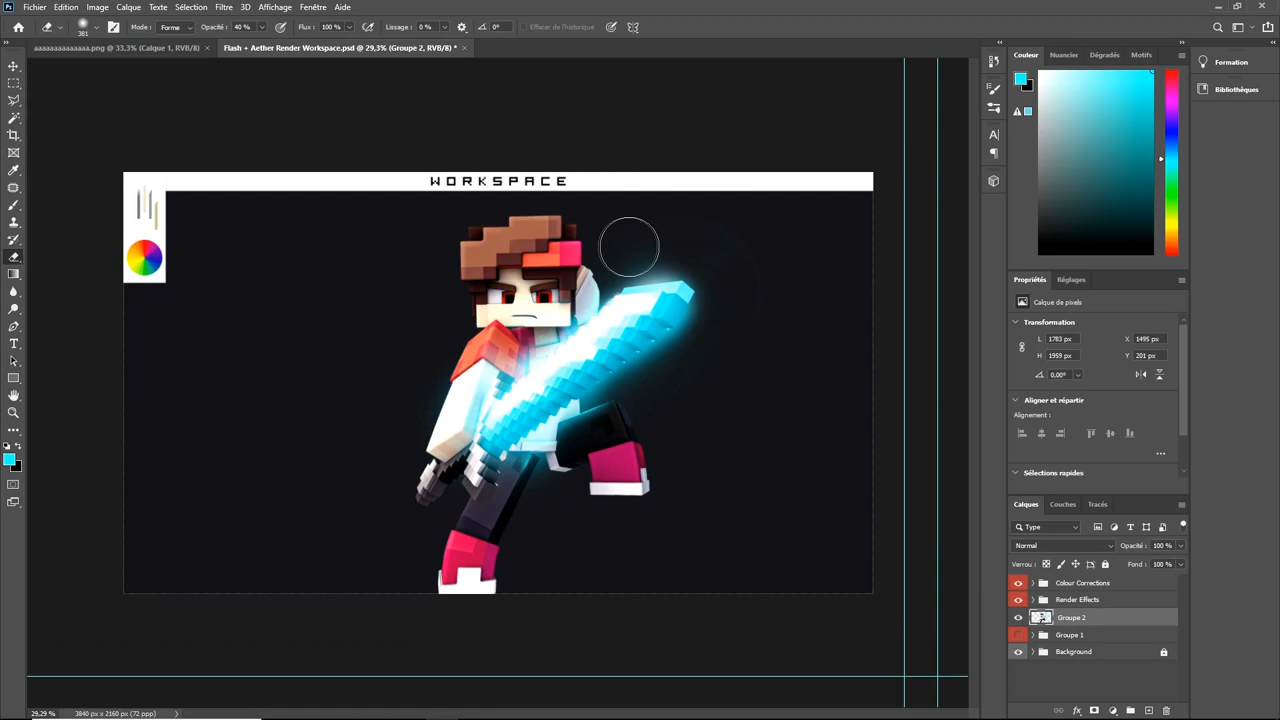 Ps Fichier Edition Image Calque Texte Sélection Filtre 3D Affichage Fenêtre Aide
381 Mode : Forme Opacité : 40 % Flux : 100 % Lissage : 0 % 0° Effacer de l'historique
aaaaaaaaaaaaaa.png @ 33,3% (Calque 1, RVB/8) × Flash + Aether Render Workspace.psd @ 29,3% (Groupe 2, RVB/8) * ×
Couleur Nuancier Dégradés Motifs
Formation
Bibliothèques
WORKSPACE
Propriétés Réglages
Calque de pixels
Transformation
L 1783 px X 1495 px
H 1959 px Y 201 px
0,00°
Aligner et répartir
Alignement :
Sélections rapides
Calques Couches Tracés
Type
Normal Opacité : 100 %
Verrou : Fond : 100 %
Colour Corrections
Render Effects
Groupe 2
Groupe 1
Background
29,29 % 3840 px x 2160 px (72 ppp)